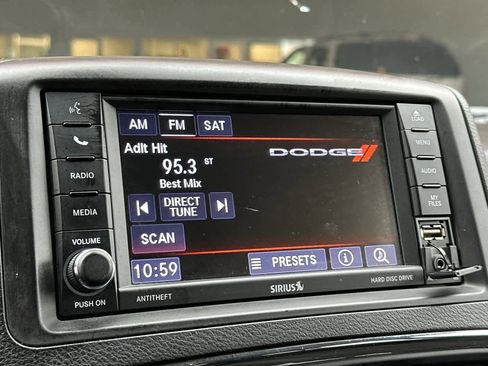 AM FM SAT
Adlt Hit
95.3 ST
Best Mix
DIRECT
TUNE
SCAN
10:59
PRESETS
DODGE
RADIO
MEDIA
VOLUME
PUSH ON
LOAD
MENU
AUDIO
MY
FILES
ANTITHEFT
SIRIUS
HARD DISC DRIVE